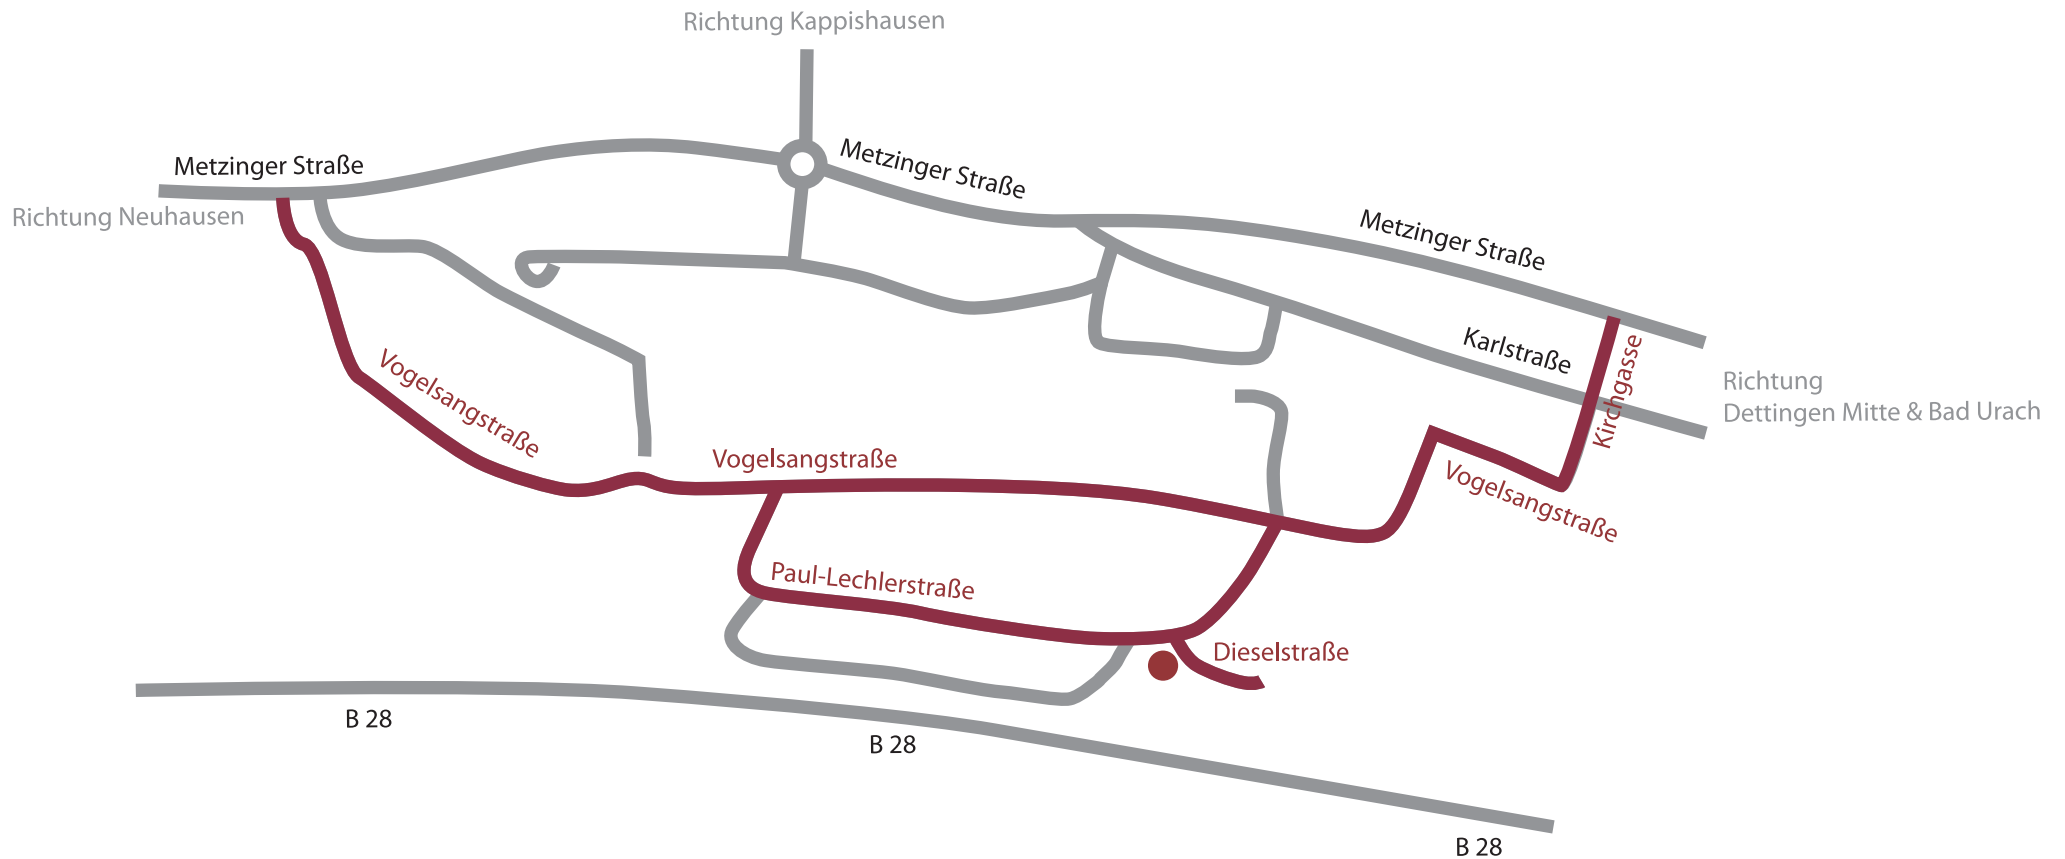 Richtung Kappishausen
Metzinger Straße
Metzinger Straße
Richtung Neuhausen
Metzinger Straße
Karlstraße
Kirchgasse
Richtung
Dettingen Mitte & Bad Urach
Vogelsangstraße
Vogelsangstraße
Vogelsangstraße
Paul-Lechlerstraße
Dieselstraße
B 28
B 28
B 28